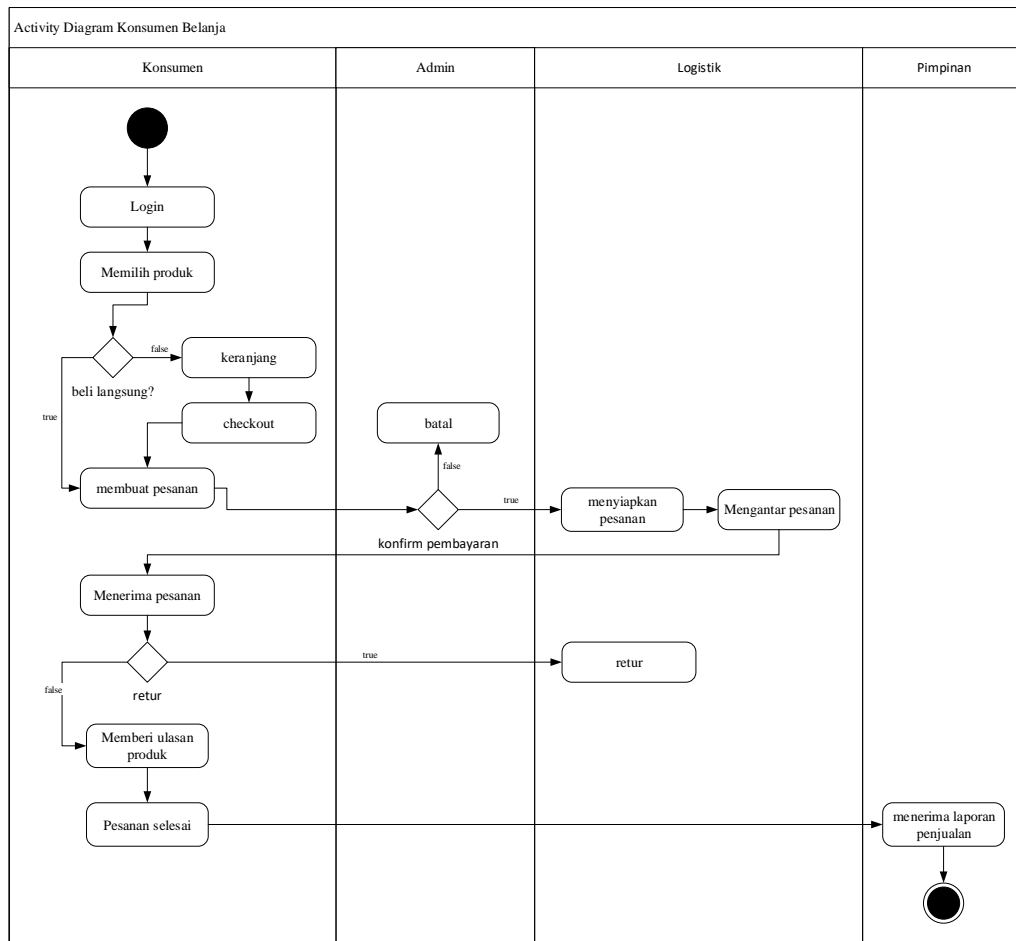 Activity Diagram Konsumen Belanja
Konsumen
Admin
Logistik
Pimpinan
Login
Memilih produk
false
keranjang
beli langsung?
true
checkout
batal
false
membuat pesanan
true
menyiapkan
pesanan
Mengantar pesanan
konfirm pembayaran
Menerima pesanan
true
retur
false
retur
Memberi ulasan
produk
Pesanan selesai
menerima laporan
penjualan